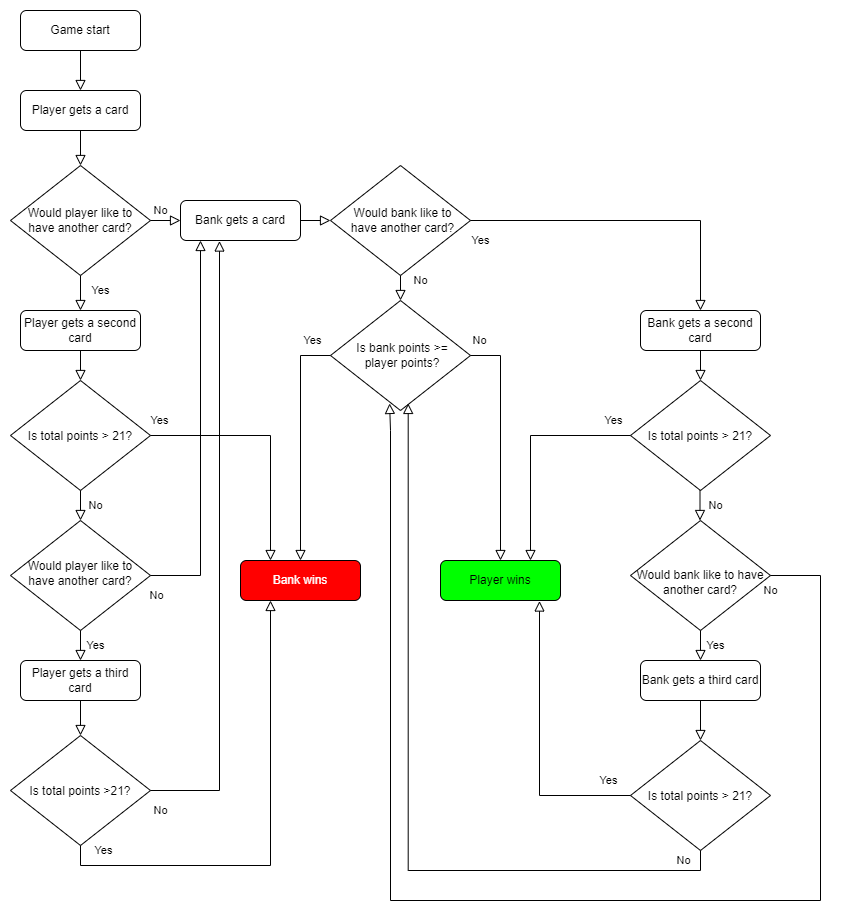 Game start
Player gets a card
Would player like to
have another card?
No
Bank gets a card
Would bank like to
have another card?
Yes
Yes
No
Player gets a second
card
Bank gets a second
card
Yes
Is bank points >=
player points?
No
Is total points > 21?
Yes
Yes
Is total points > 21?
No
No
Would player like to
have another card?
No
Bank wins
Player wins
Would bank like to have
another card?
No
Yes
Yes
Player gets a third
card
Bank gets a third card
Is total points >21?
No
Yes
Yes
Is total points > 21?
No